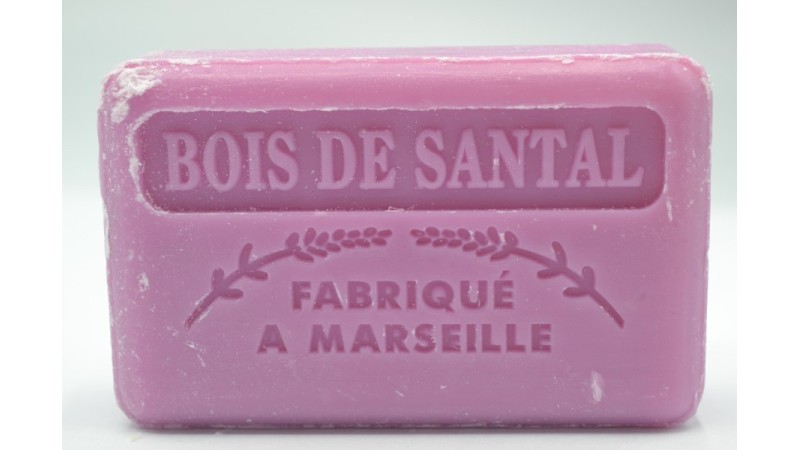 BOIS DE SANTAL
FABRIQUÉ
A MARSEILLE